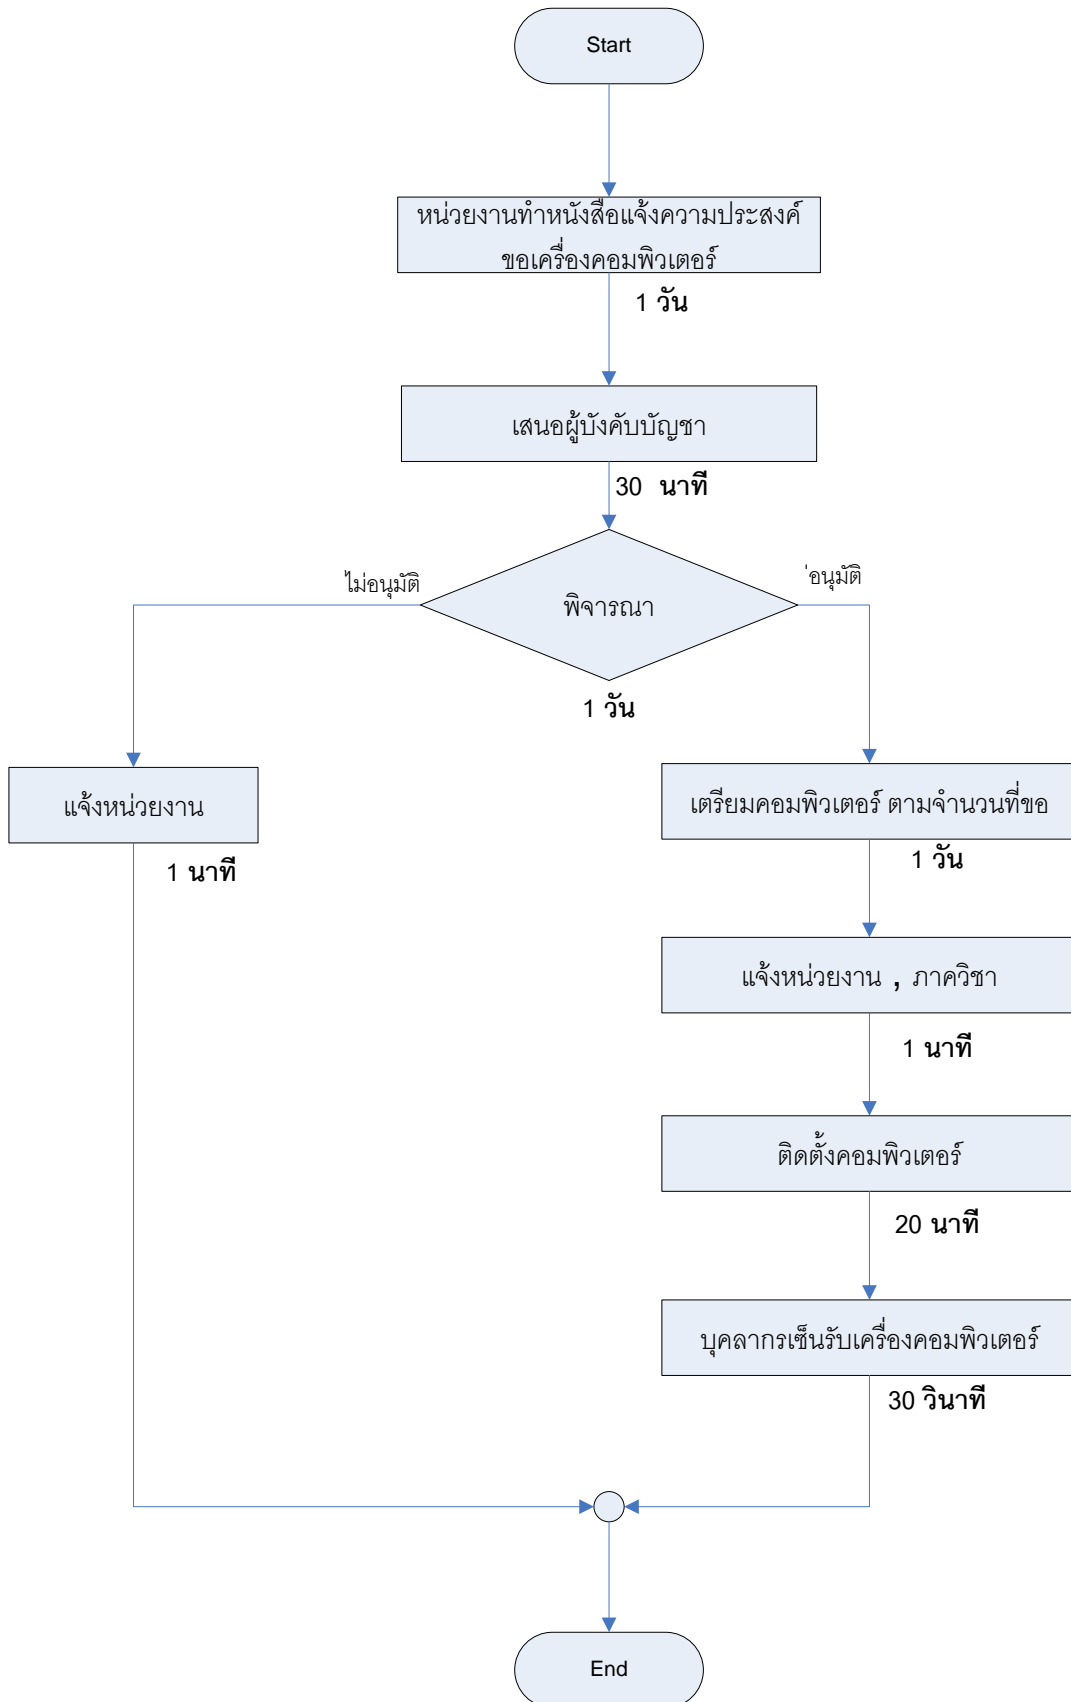 Start
หน่วยงานทำหนังสือแจ้งความประสงค์
ขอเครื่องคอมพิวเตอร์
1 วัน
เสนอผู้บังคับบัญชา
30 นาที
ไม่อนุมัติ
่อนุมัติ
พิจารณา
1 วัน
แจ้งหน่วยงาน
1 นาที
เตรียมคอมพิวเตอร์ ตามจำนวนที่ขอ
1 วัน
แจ้งหน่วยงาน , ภาควิชา
1 นาที
ติดตั้งคอมพิวเตอร์
20 นาที
บุคลากรเซ็นรับเครื่องคอมพิวเตอร์
30 วินาที
End